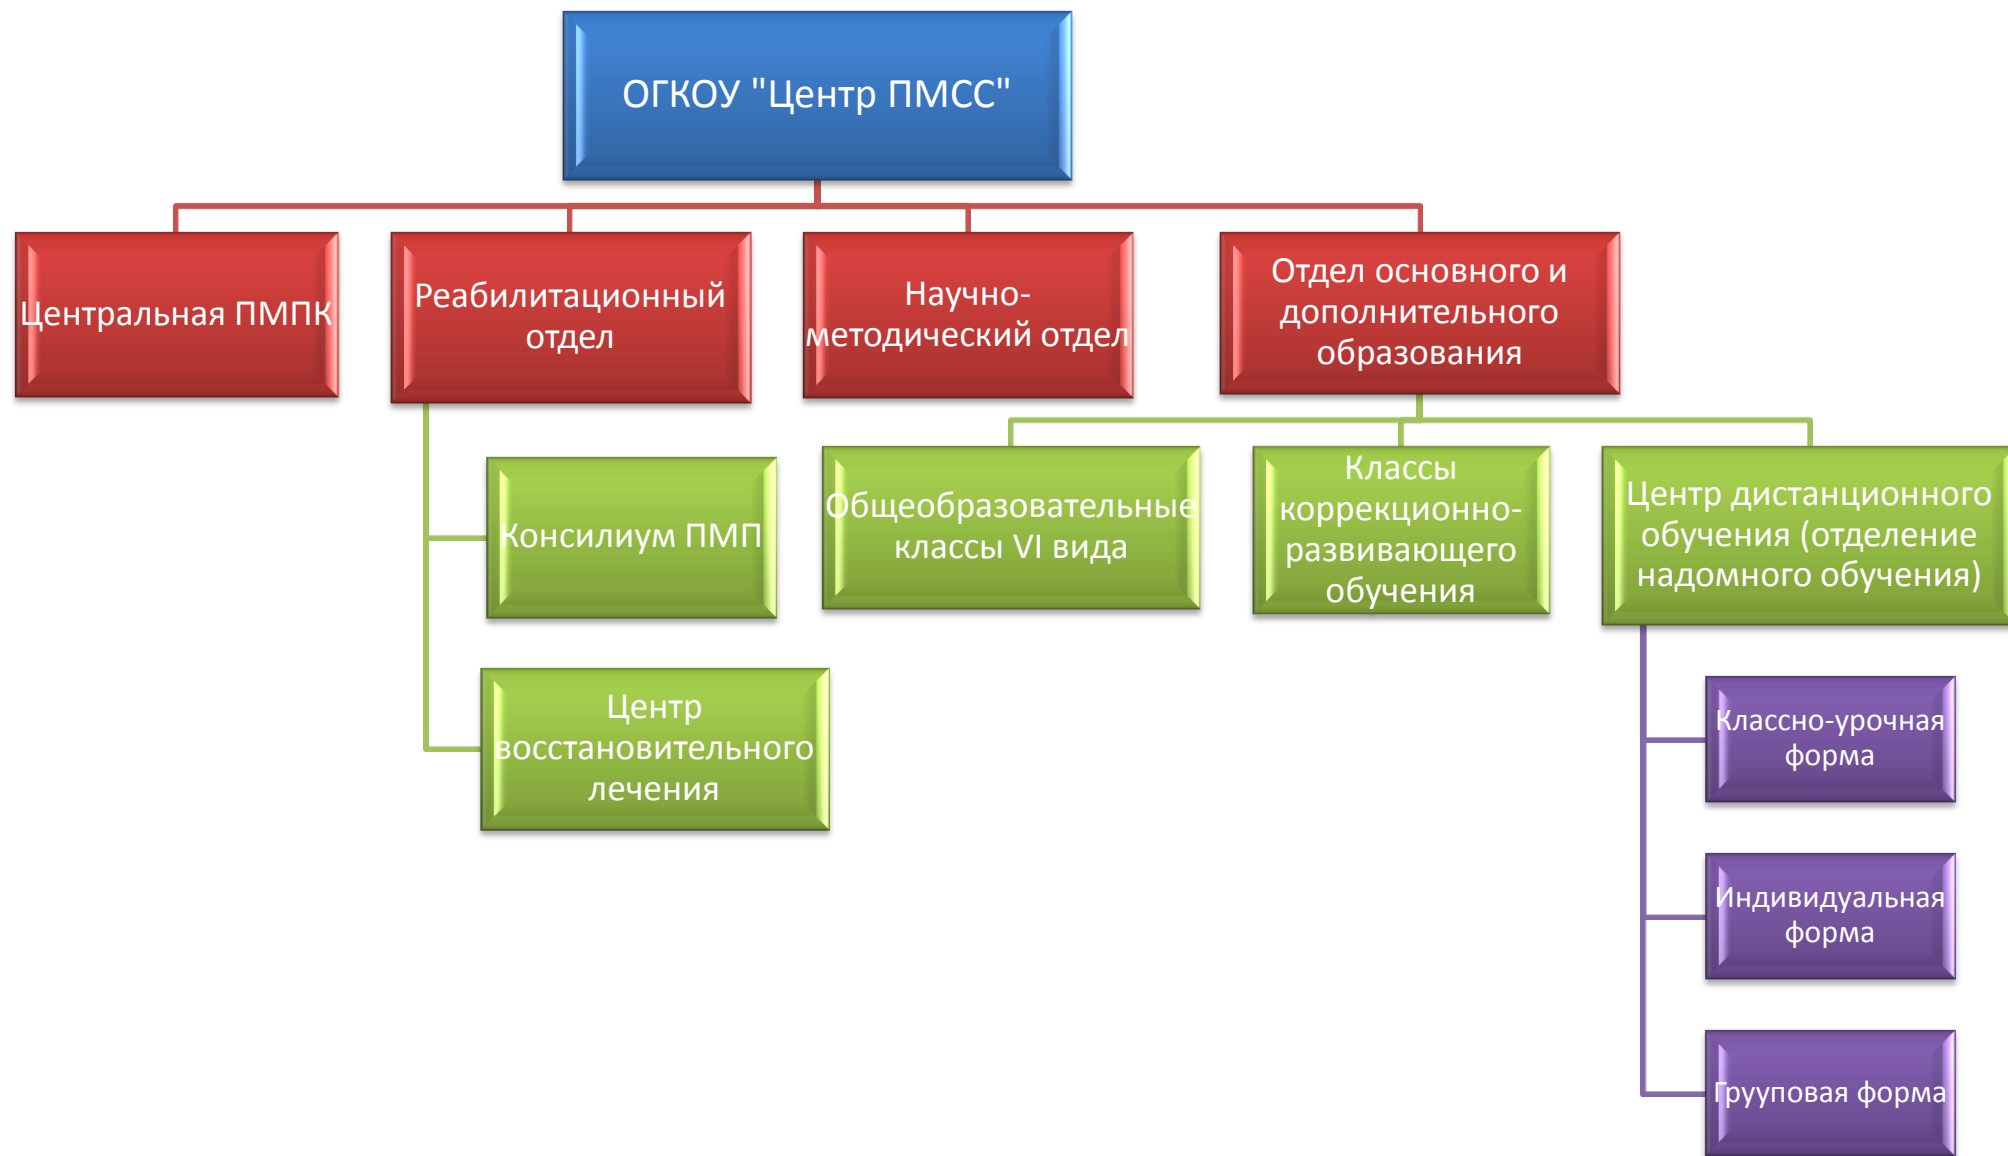 ОГКОУ "Центр ПМСС"
Центральная ПМПК
Реабилитационный
отдел
Научно-
методический отдел
Отдел основного и
дополнительного
образования
Консилиум ПМП
Центр
восстановительного
лечения
Общеобразовательные
классы VI вида
Классы
коррекционно-
развивающего
обучения
Центр дистанционного
обучения (отделение
надомного обучения)
Классно-урочная
форма
Индивидуальная
форма
Грууповая форма